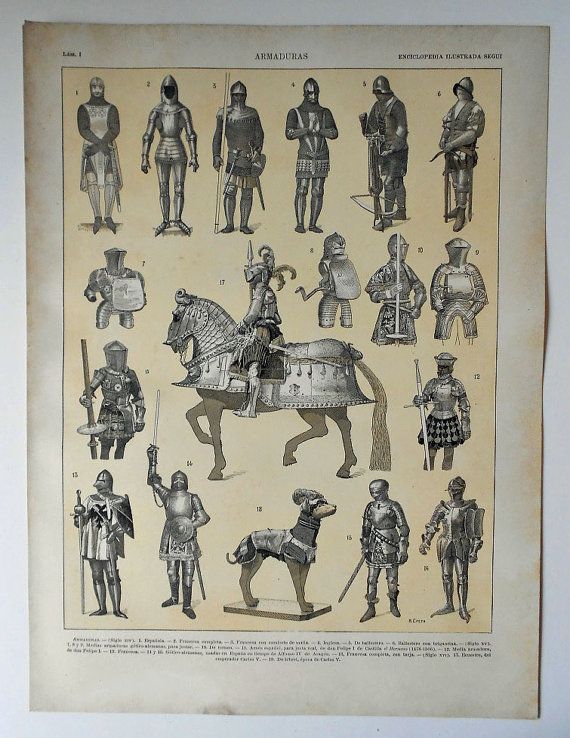 Lám. I ARMADURAS ENCICLOPEDIA ILUSTRADA SEGUÍ
1 2 3 4 5 6
7 17 8 10 9
12
13 14 18 15 16
ARMADURAS. — (Siglo XIV). 1. Española. — 2. Francesa completa. — 3. Francesa con de malla. — 4. Inglesa. — 5. De ballestero. — 6. Ballestero con brigantina. — (Siglo XV).
7, 8 y 9. Medias armaduras gótico-alemanas, para justas. — 10. De torneo. — 11. Arnés español, para justa real, de don Felipe I de Castilla el Hermoso (1478-1506). — 12. Media armadura,
de don Felipe I. — 13. Francesa. — 14 y 15. Gótico-alemanas, usadas en España en tiempo de Alfonso IV de Aragón. — 16. Francesa completa, con tarja. — (Siglo XVI). 17. Ecuestre, del
emperador Carlos V. — 18. De lebrel, época de Carlos V.